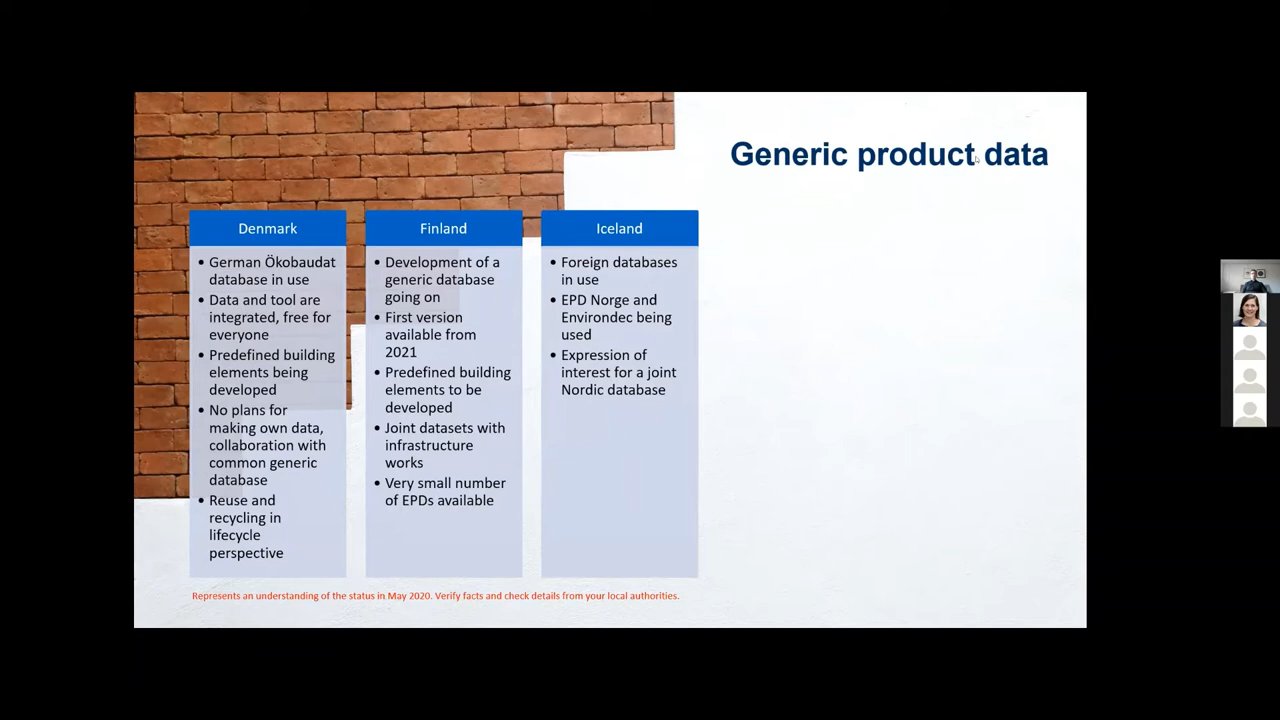 Generic product data
Denmark
• German Ökobaudat
database in use
• Data and tool are
integrated, free for
everyone
• Predefined building
elements being
developed
• No plans for
making own data,
collaboration with
common generic
database
• Reuse and
recycling in
lifecycle
perspective
Finland
• Development of a
generic database
going on
• First version
available from
2021
• Predefined building
elements to be
developed
• Joint datasets with
infrastructure
works
• Very small number
of EPDs available
Iceland
• Foreign databases
in use
• EPD Norge and
Environdec being
used
• Expression of
interest for a joint
Nordic database
Represents an understanding of the status in May 2020. Verify facts and check details from your local authorities.